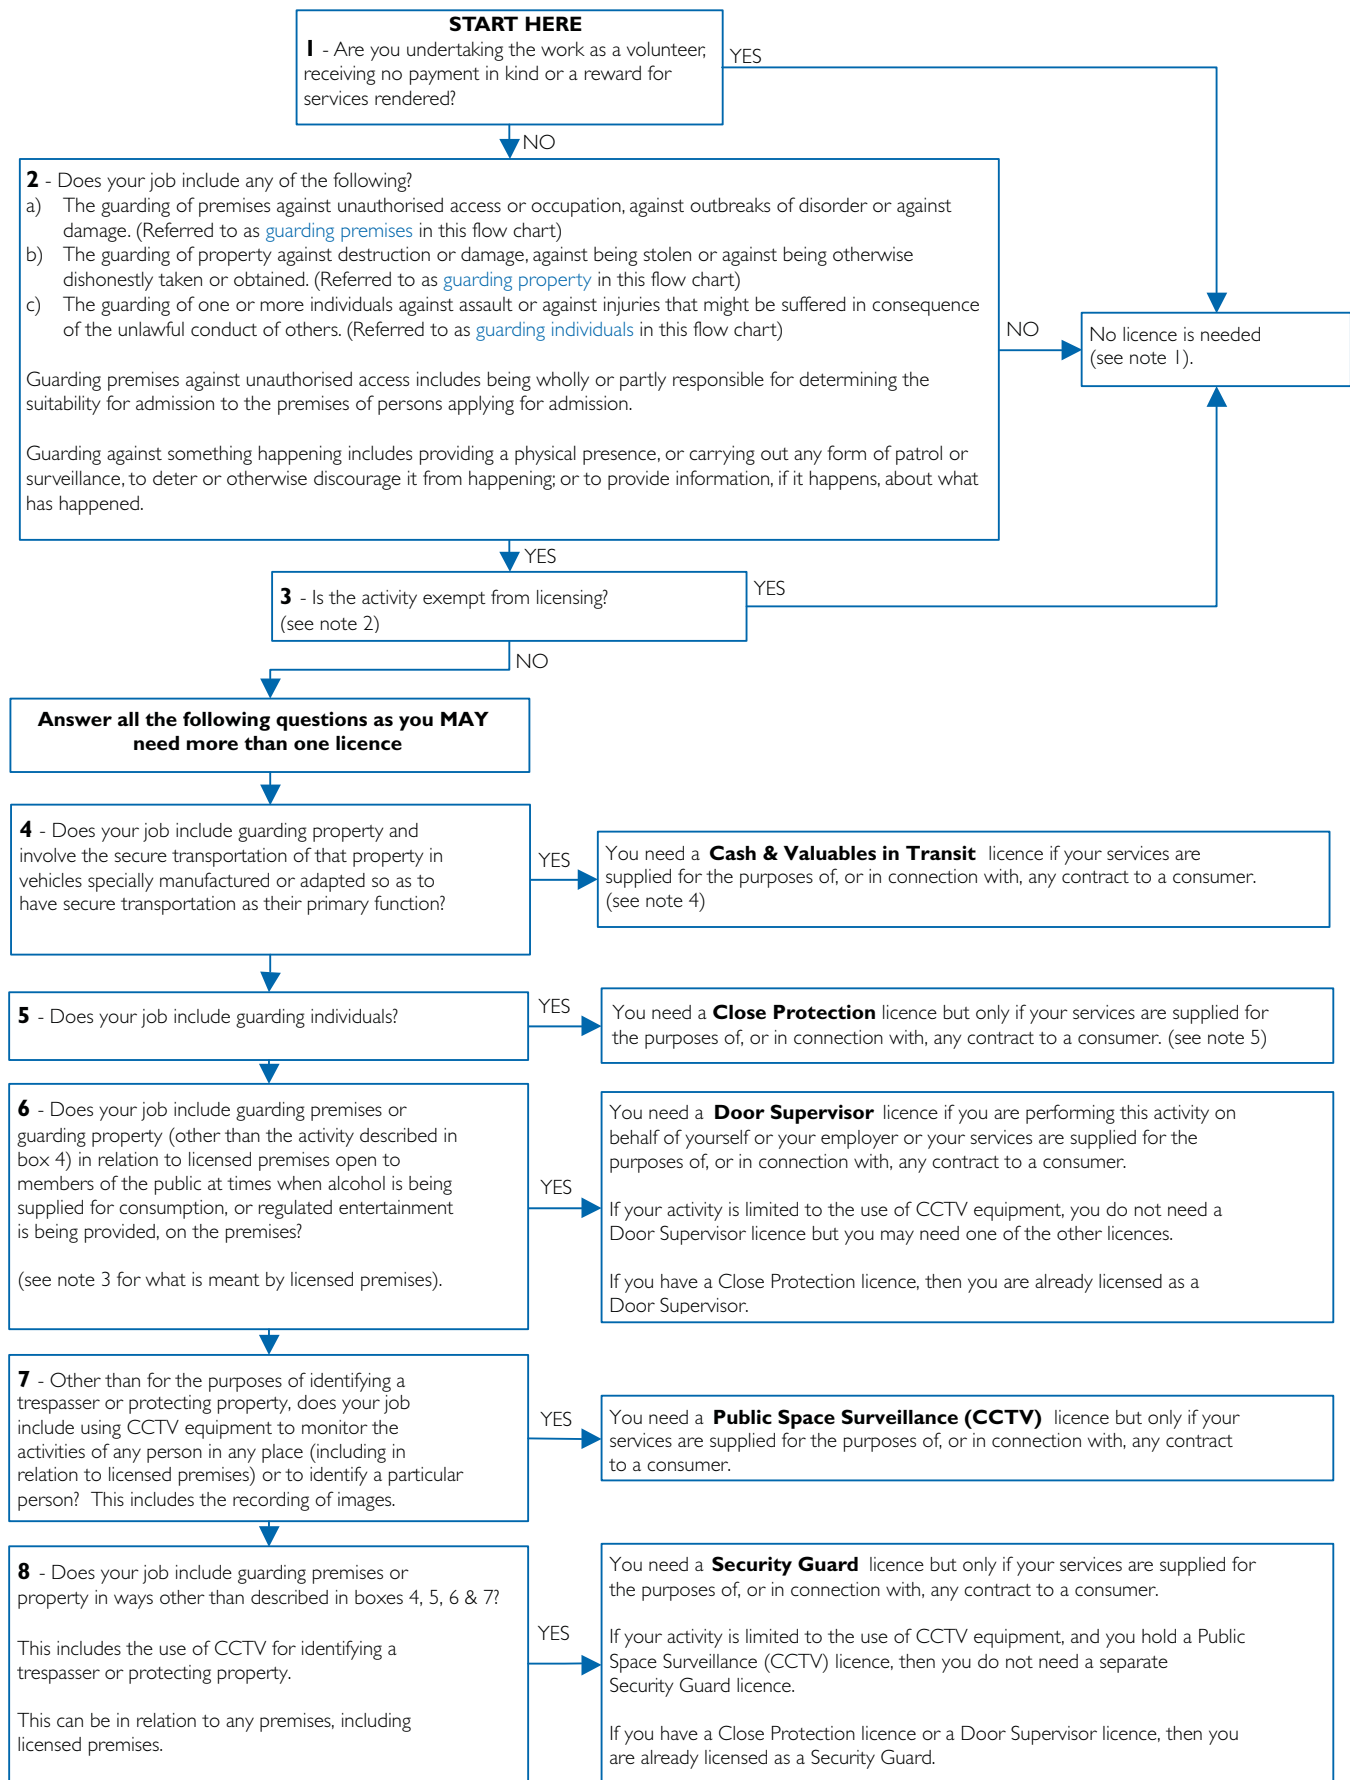 START HERE
1 - Are you undertaking the work as a volunteer,
receiving no payment in kind or a reward for
services rendered?
YES
NO
2 - Does your job include any of the following?
a) The guarding of premises against unauthorised access or occupation, against outbreaks of disorder or against
damage. (Referred to as guarding premises in this flow chart)
b) The guarding of property against destruction or damage, against being stolen or against being otherwise
dishonestly taken or obtained. (Referred to as guarding property in this flow chart)
c) The guarding of one or more individuals against assault or against injuries that might be suffered in consequence
of the unlawful conduct of others. (Referred to as guarding individuals in this flow chart)
Guarding premises against unauthorised access includes being wholly or partly responsible for determining the
suitability for admission to the premises of persons applying for admission.
Guarding against something happening includes providing a physical presence, or carrying out any form of patrol or
surveillance, to deter or otherwise discourage it from happening; or to provide information, if it happens, about what
has happened.
NO
No licence is needed
(see note 1).
YES
3 - Is the activity exempt from licensing?
(see note 2)
YES
NO
Answer all the following questions as you MAY
need more than one licence
4 - Does your job include guarding property and
involve the secure transportation of that property in
vehicles specially manufactured or adapted so as to
have secure transportation as their primary function?
YES
You need a Cash & Valuables in Transit licence if your services are
supplied for the purposes of, or in connection with, any contract to a consumer.
(see note 4)
5 - Does your job include guarding individuals?
YES
You need a Close Protection licence but only if your services are supplied for
the purposes of, or in connection with, any contract to a consumer. (see note 5)
6 - Does your job include guarding premises or
guarding property (other than the activity described in
box 4) in relation to licensed premises open to
members of the public at times when alcohol is being
supplied for consumption, or regulated entertainment
is being provided, on the premises?
(see note 3 for what is meant by licensed premises).
YES
You need a Door Supervisor licence if you are performing this activity on
behalf of yourself or your employer or your services are supplied for the
purposes of, or in connection with, any contract to a consumer.
If your activity is limited to the use of CCTV equipment, you do not need a
Door Supervisor licence but you may need one of the other licences.
If you have a Close Protection licence, then you are already licensed as a
Door Supervisor.
7 - Other than for the purposes of identifying a
trespasser or protecting property, does your job
include using CCTV equipment to monitor the
activities of any person in any place (including in
relation to licensed premises) or to identify a particular
person? This includes the recording of images.
YES
You need a Public Space Surveillance (CCTV) licence but only if your
services are supplied for the purposes of, or in connection with, any contract
to a consumer.
8 - Does your job include guarding premises or
property in ways other than described in boxes 4, 5, 6 & 7?
This includes the use of CCTV for identifying a
trespasser or protecting property.
This can be in relation to any premises, including
licensed premises.
YES
You need a Security Guard licence but only if your services are supplied for
the purposes of, or in connection with, any contract to a consumer.
If your activity is limited to the use of CCTV equipment, and you hold a Public
Space Surveillance (CCTV) licence, then you do not need a separate
Security Guard licence.
If you have a Close Protection licence or a Door Supervisor licence, then you
are already licensed as a Security Guard.